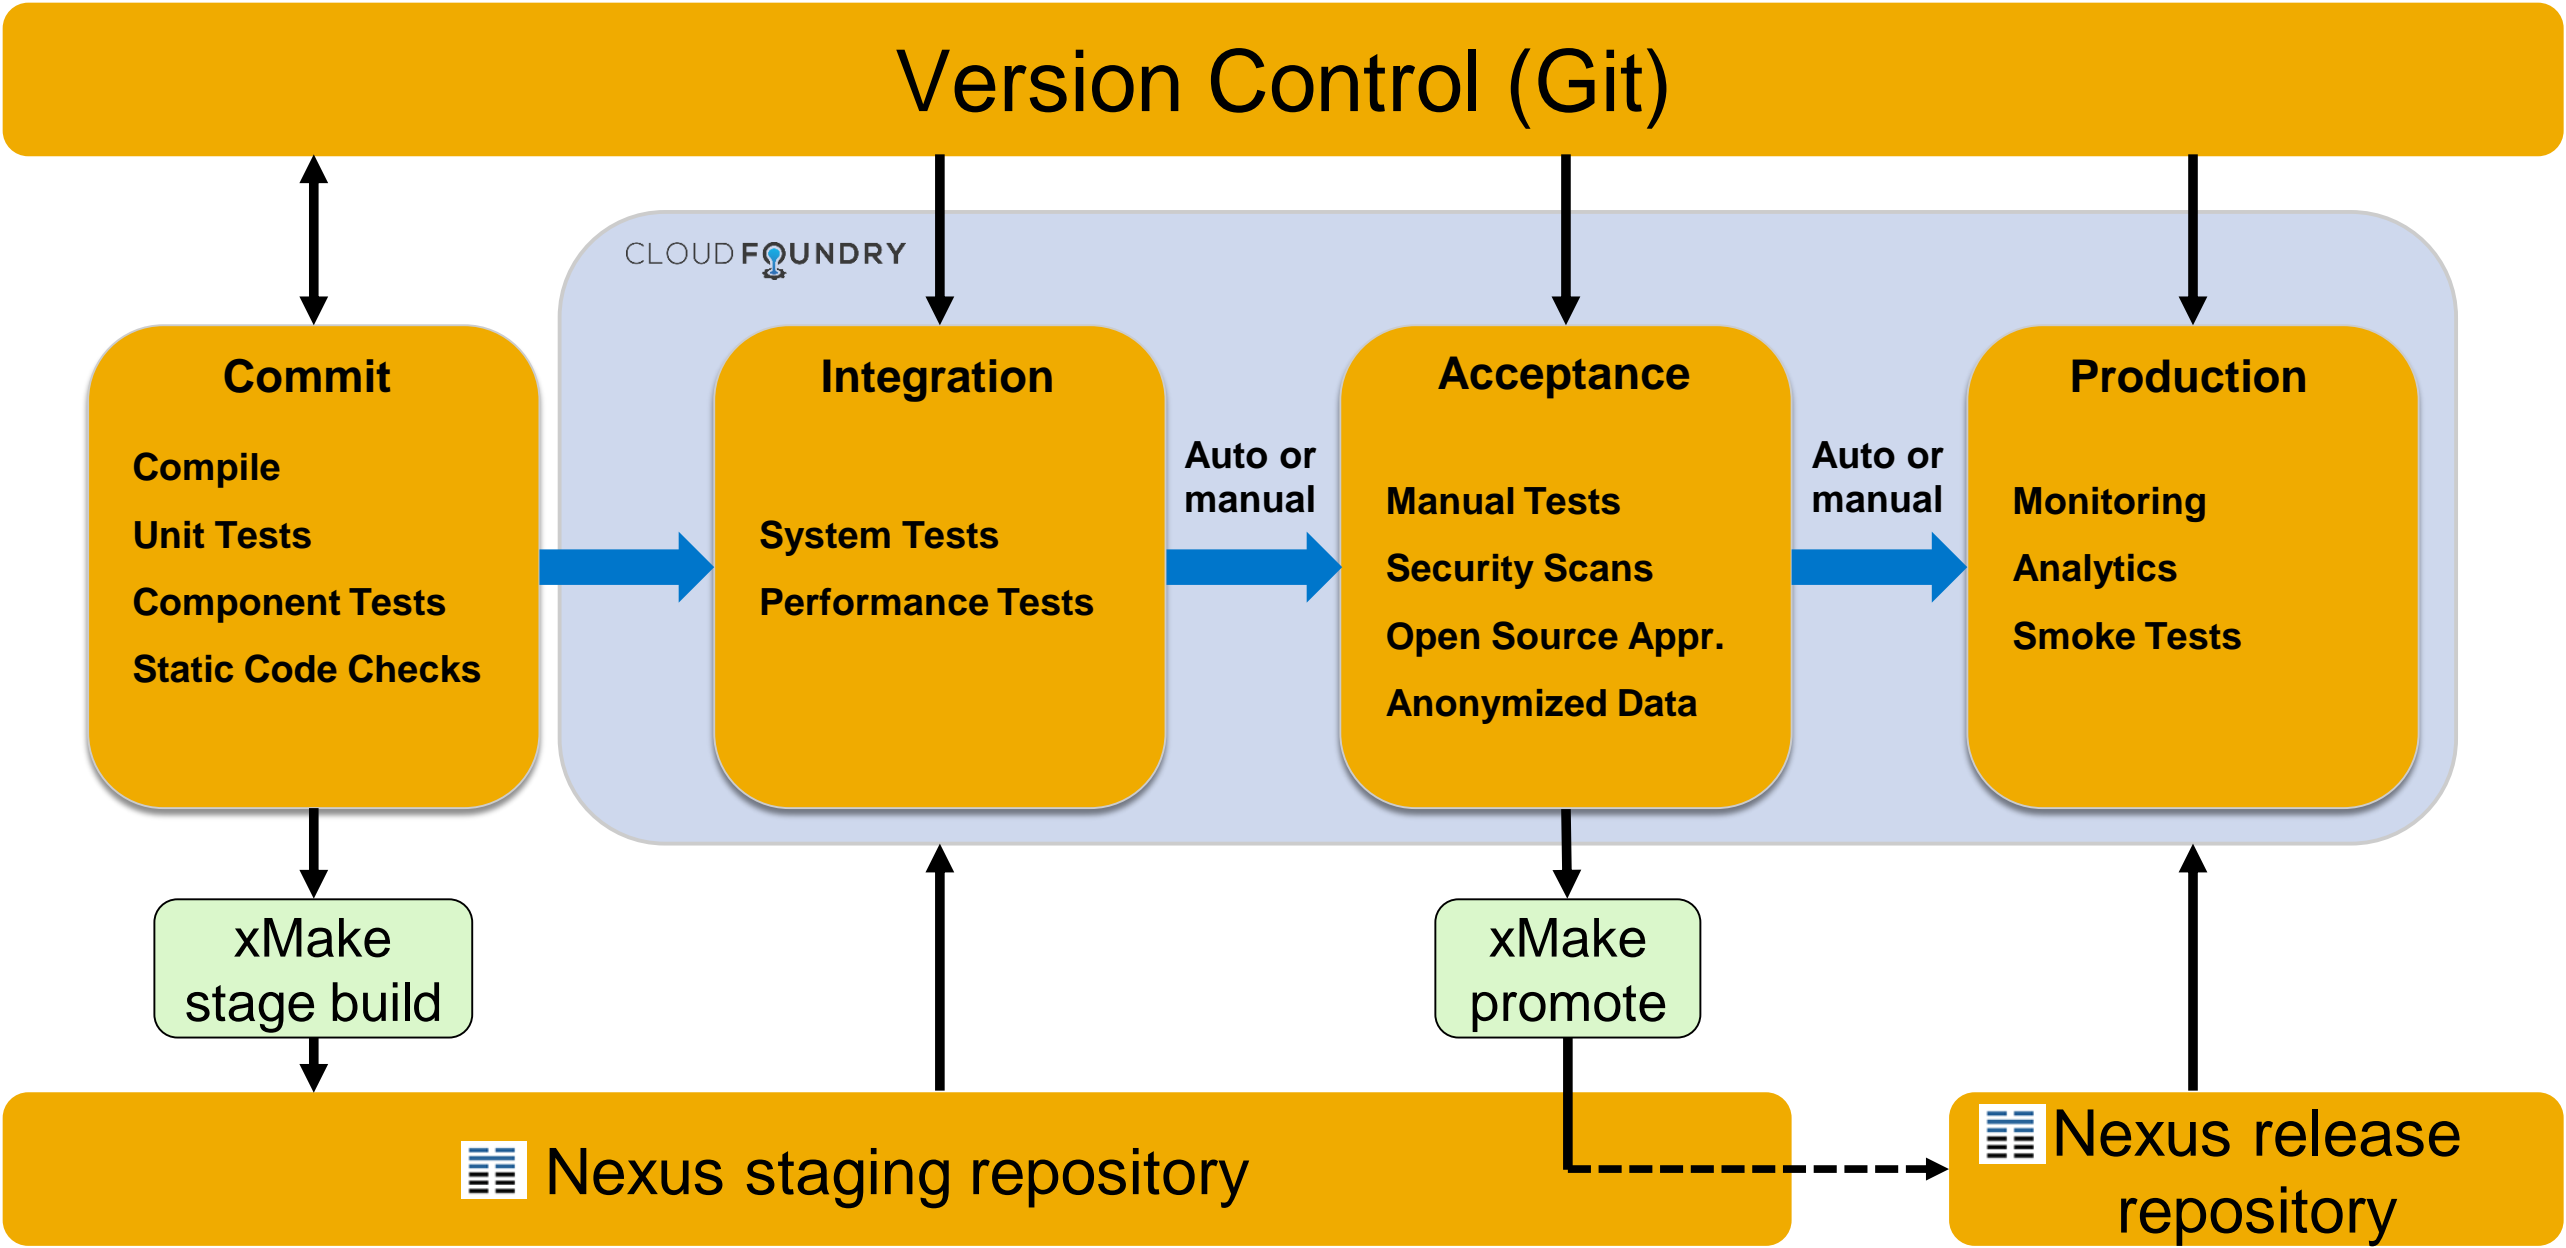 Version Control (Git)
CLOUD FOUNDRY
Commit
Compile
Unit Tests
Component Tests
Static Code Checks
Integration
System Tests
Performance Tests
Auto or
manual
Acceptance
Manual Tests
Security Scans
Open Source Appr.
Anonymized Data
Auto or
manual
Production
Monitoring
Analytics
Smoke Tests
xMake
stage build
xMake
promote
Nexus staging repository
Nexus release
repository